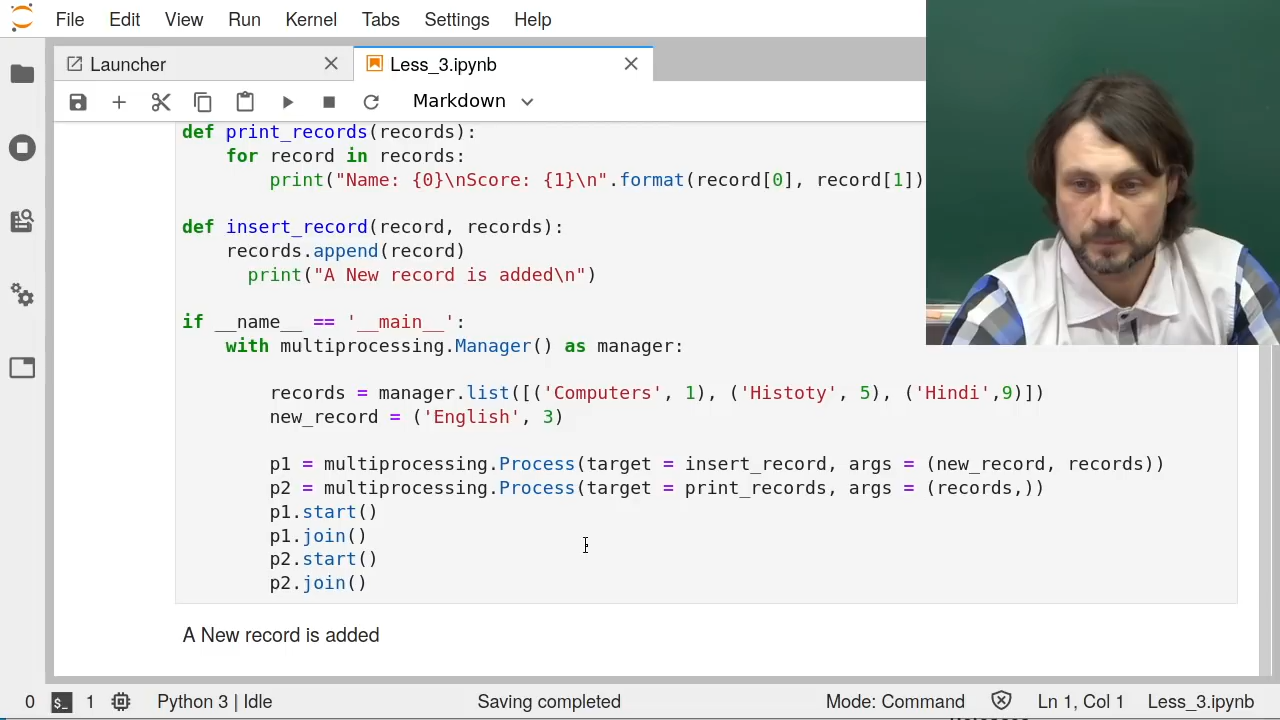 File Edit View Run Kernel Tabs Settings Help
Launcher Less_3.ipynb
Markdown
def print_records(records):
for record in records:
print("Name: {0}\nScore: {1}\n".format(record[0], record[1])
def insert_record(record, records):
records.append(record)
print("A New record is added\n")
if __name__ == '__main__':
with multiprocessing.Manager() as manager:
records = manager.list([('Computers', 1), ('Histoty', 5), ('Hindi',9)])
new_record = ('English', 3)
p1 = multiprocessing.Process(target = insert_record, args = (new_record, records))
p2 = multiprocessing.Process(target = print_records, args = (records,))
p1.start()
p1.join()
p2.start()
p2.join()
A New record is added
0 $_ 1 Python 3 | Idle Saving completed Mode: Command Ln 1, Col 1 Less_3.ipynb